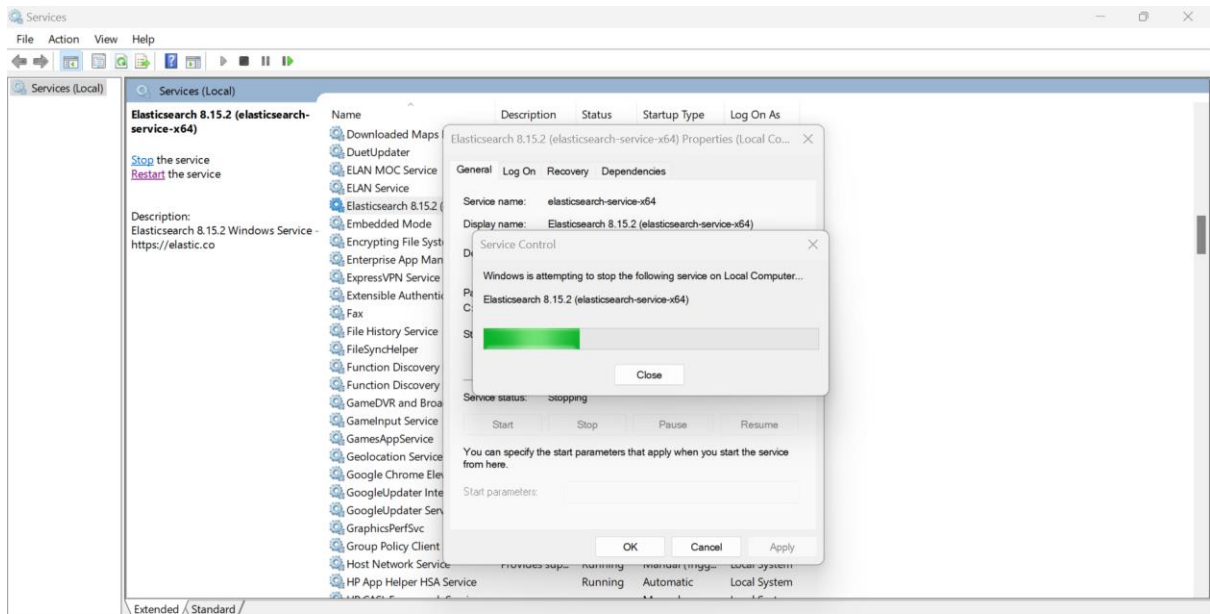 Services
File Action View Help
Services (Local)
Services (Local)
Elasticsearch 8.15.2 (elasticsearch-
service-x64)
Stop the service
Restart the service
Description:
Elasticsearch 8.15.2 Windows Service -
https://elastic.co
Name Description Status Startup Type Log On As
Downloaded Maps
DuetUpdater
ELAN MOC Service
ELAN Service
Elasticsearch 8.15.2 (
Embedded Mode
Encrypting File Syst
Enterprise App Man
ExpressVPN Service
Extensible Authentic
Fax
File History Service
FileSyncHelper
Function Discovery
Function Discovery
GameDVR and Broa
GameInput Service
GamesAppService
Geolocation Service
Google Chrome Elev
GoogleUpdater Inte
GoogleUpdater Serv
GraphicsPerfSvc
Group Policy Client
Host Network Service Provides sup... Running Manual (Trigg... Local System
HP App Helper HSA Service Running Automatic Local System
Elasticsearch 8.15.2 (elasticsearch-service-x64) Properties (Local Co...
General Log On Recovery Dependencies
Service name: elasticsearch-service-x64
Display name: Elasticsearch 8.15.2 (elasticsearch-service-x64)
Service Control
Windows is attempting to stop the following service on Local Computer...
Elasticsearch 8.15.2 (elasticsearch-service-x64)
Close
Service status: Stopping
Start Stop Pause Resume
You can specify the start parameters that apply when you start the service
from here.
Start parameters:
OK Cancel Apply
Extended Standard